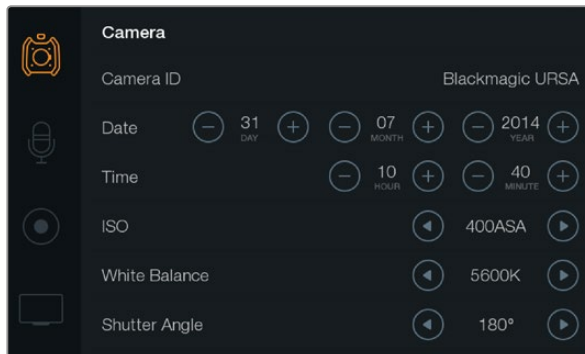 Camera
Camera ID Blackmagic URSA
Date 31 DAY 07 MONTH 2014 YEAR
Time 10 HOUR 40 MINUTE
ISO 400ASA
White Balance 5600K
Shutter Angle 180°